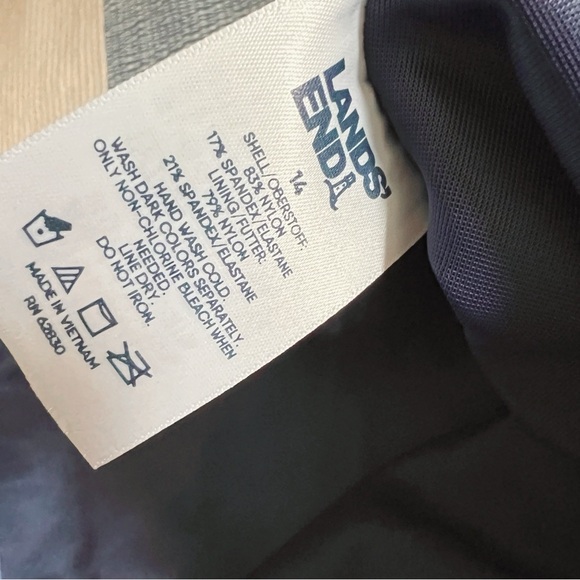 LANDS'
END
14
SHELL/OBERSTOFF:
83% NYLON
17% SPANDEX/ELASTANE
LINING/FUTTER:
79% NYLON
21% SPANDEX/ELASTANE
HAND WASH COLD.
WASH DARK COLORS SEPARATELY.
ONLY NON-CHLORINE BLEACH WHEN
NEEDED.
LINE DRY.
DO NOT IRON.
MADE IN VIETNAM
RN 62830